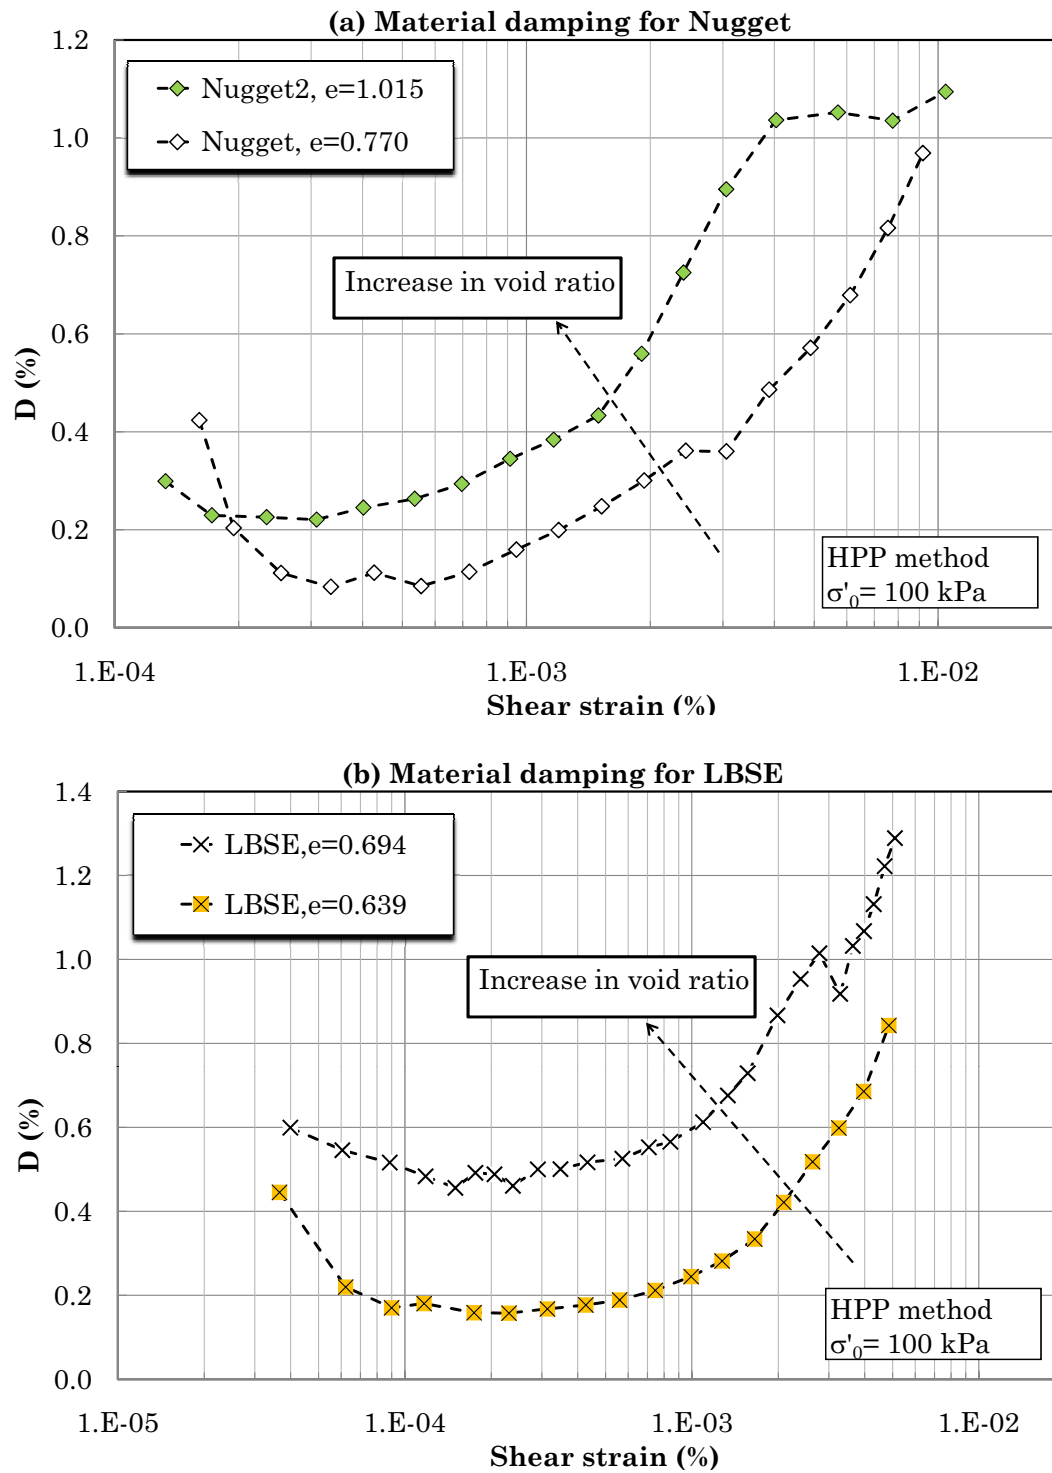 (a) Material damping for Nugget
1.2
1.0
0.8
0.6
0.4
0.2
0.0
D (%)
Nugget2, e=1.015
Nugget, e=0.770
Increase in void ratio
HPP method
σ'0= 100 kPa
1.E-04
1.E-03
1.E-02
Shear strain (%)
(b) Material damping for LBSE
1.4
1.2
1.0
0.8
0.6
0.4
0.2
0.0
D (%)
LBSE,e=0.694
LBSE,e=0.639
Increase in void ratio
HPP method
σ'0= 100 kPa
1.E-05
1.E-04
1.E-03
1.E-02
Shear strain (%)